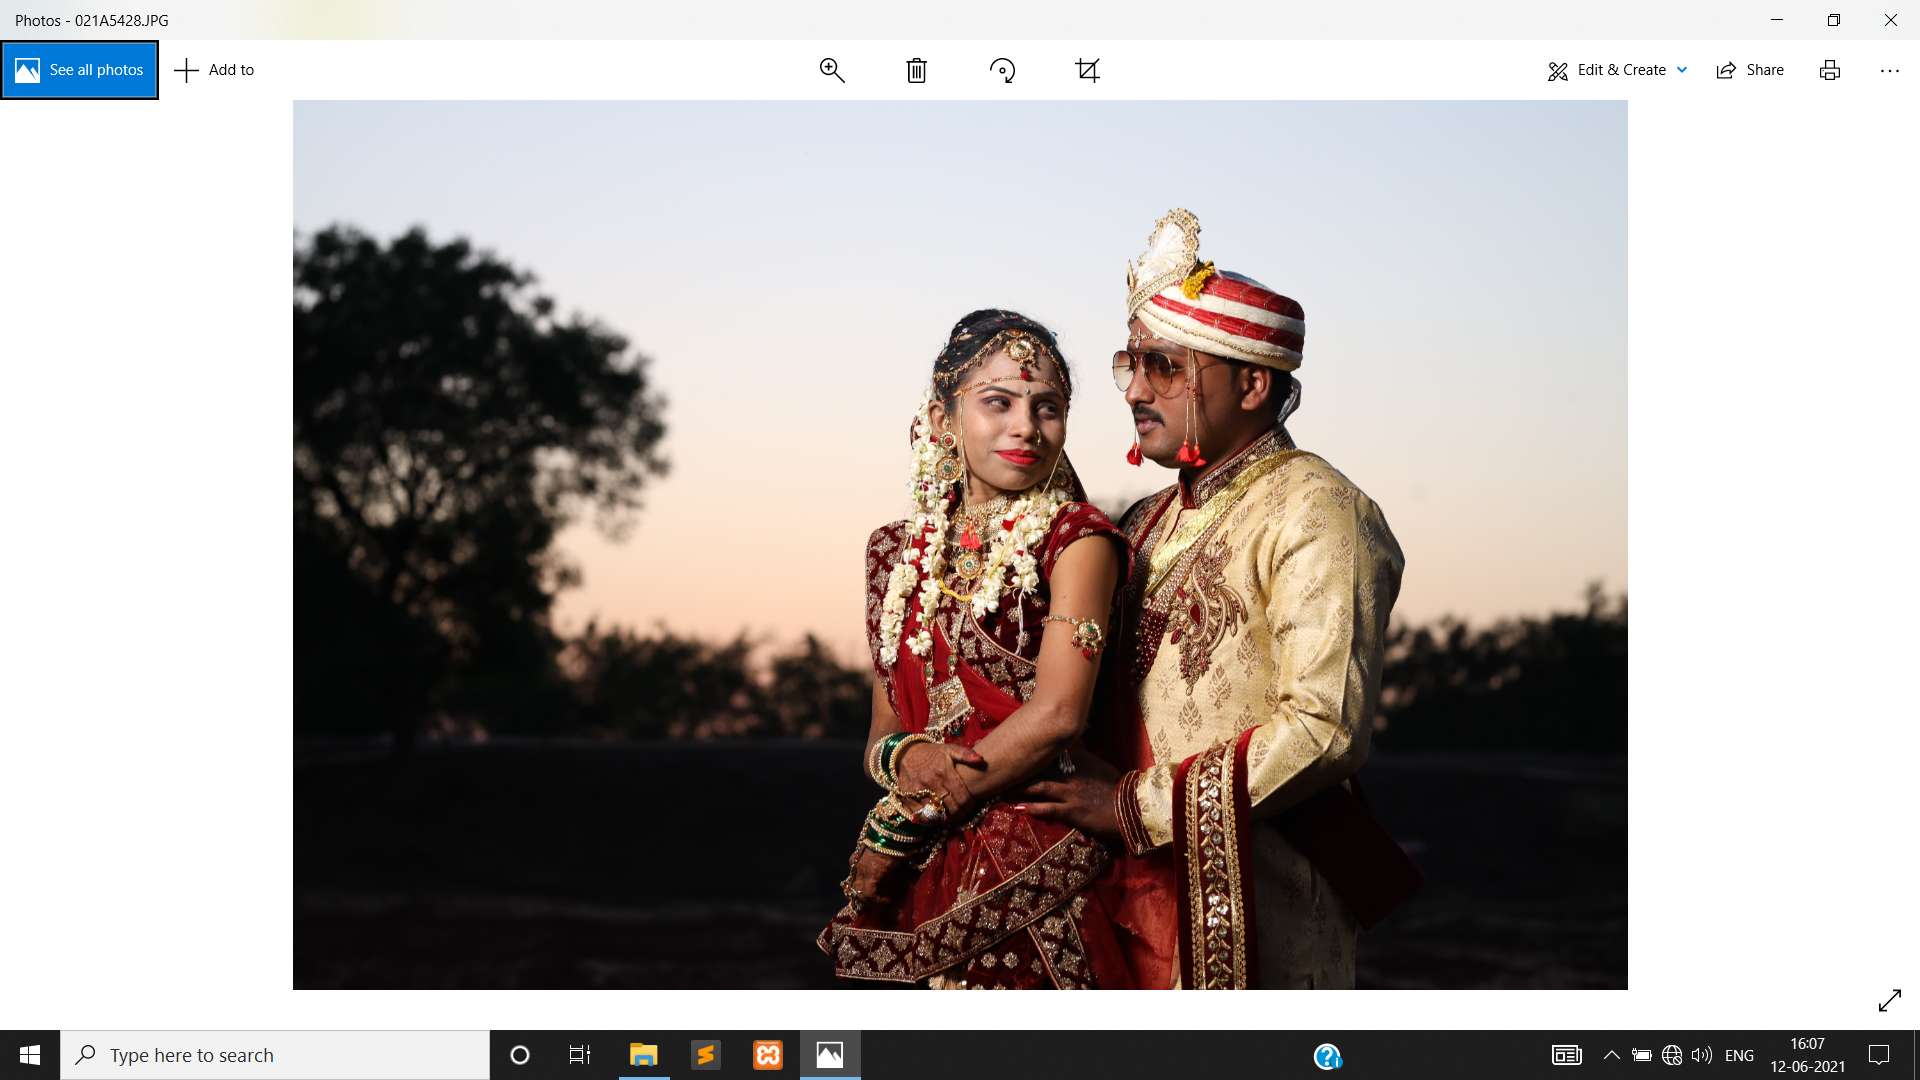 Photos - 021A5428.JPG
See all photos
Add to
Edit & Create
Share
Type here to search
ENG
16:07
12-06-2021